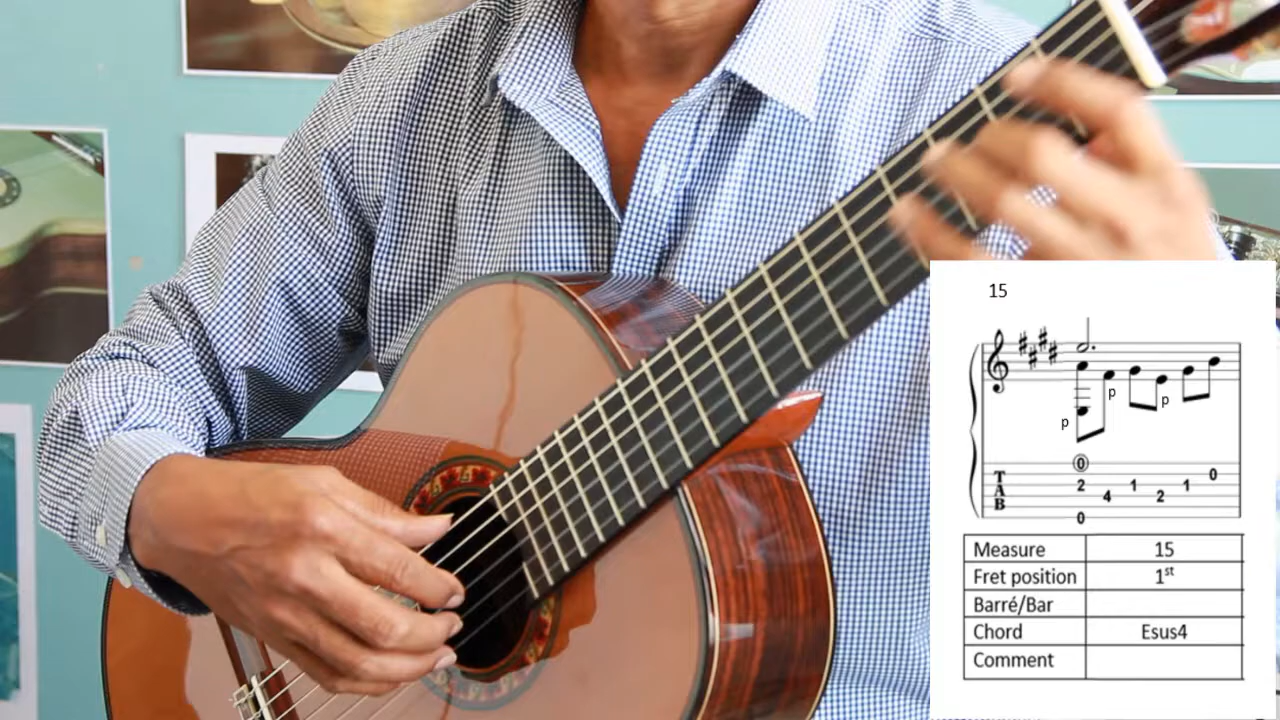 15
p
p
p
T
A
B
0
2
4
1
2
1
0
0
Measure 15
Fret position 1st
Barré/Bar
Chord Esus4
Comment